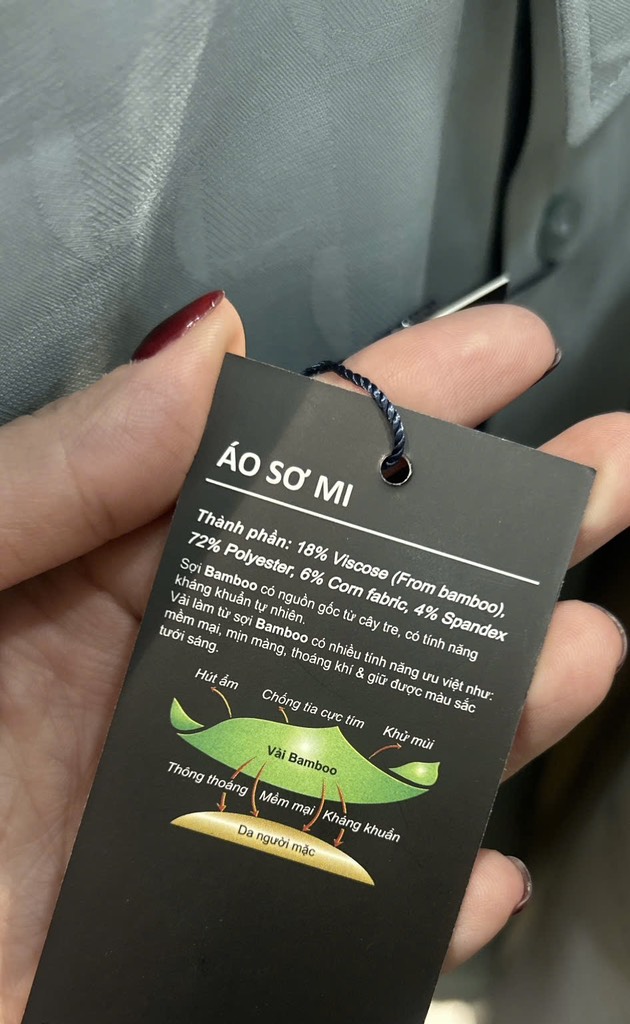 ÁO SƠ MI
Thành phần: 18% Viscose (From bamboo),
72% Polyester, 6% Corn fabric, 4% Spandex
Sợi Bamboo có nguồn gốc từ cây tre, có tính năng
kháng khuẩn tự nhiên.
Vải làm từ sợi Bamboo có nhiều tính năng ưu việt như:
mềm mại, mịn màng, thoáng khí & giữ được màu sắc
tươi sáng.
Hút ẩm
Chống tia cực tím
Khử mùi
Vải Bamboo
Thông thoáng
Mềm mại
Kháng khuẩn
Da người mặc